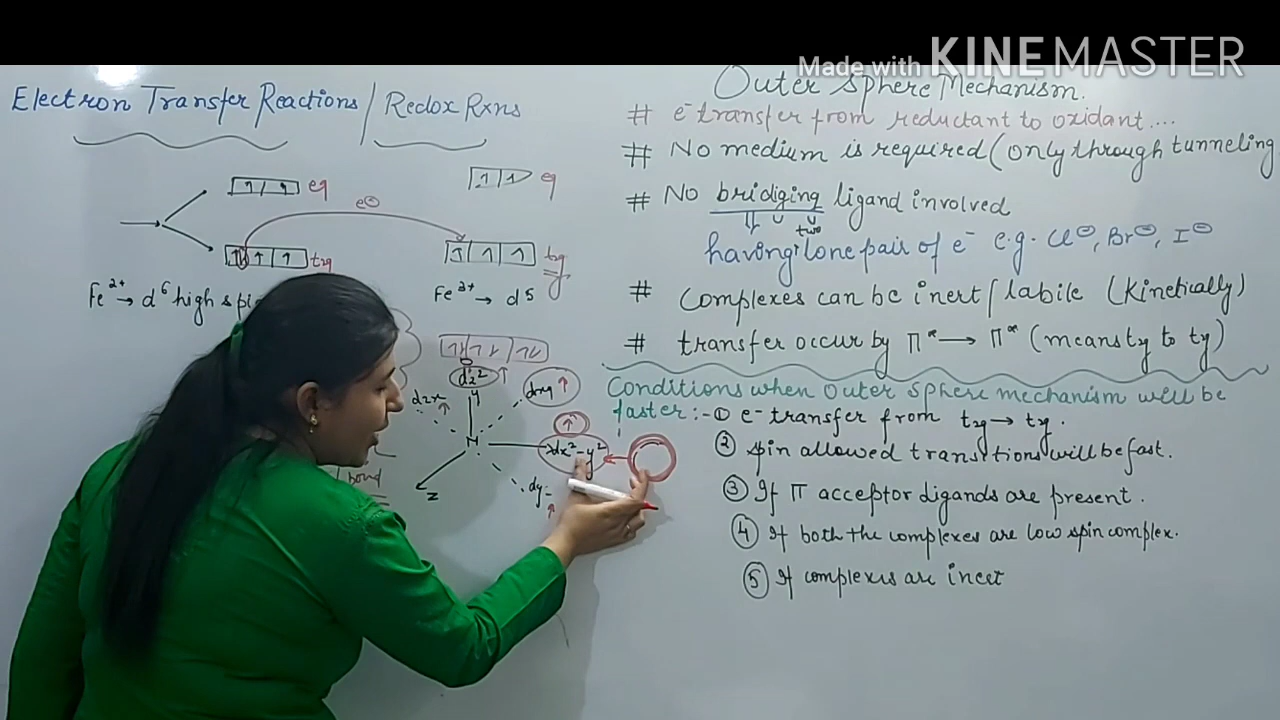 Made with KINEMASTER
Electron Transfer Reactions / Redox Rxns
eg
eg
e⊖
t2g
t2g
Fe2+ → d6 high spi
Fe3+ → d5
dz2
y
dzx
dxy
M
dx2-y2
z
dy
bond
Outer Sphere Mechanism.
# e- transfer from reductant to oxidant....
# No medium is required (only through tunneling
# No bridiging ligand involved
two
having lone pair of e- e.g. Cl⊖, Br⊖, I⊖
# Complexes can be inert / labile (Kinetically)
# transfer occur by Π* → Π* (means t2g to t2g)
Conditions when outer sphere mechanism will be
faster :- ① e- transfer from t2g → t2g.
② spin allowed transitions will be fast.
③ If Π acceptor ligands are present.
④ If both the complexes are low spin complex.
⑤ If complexes are inert